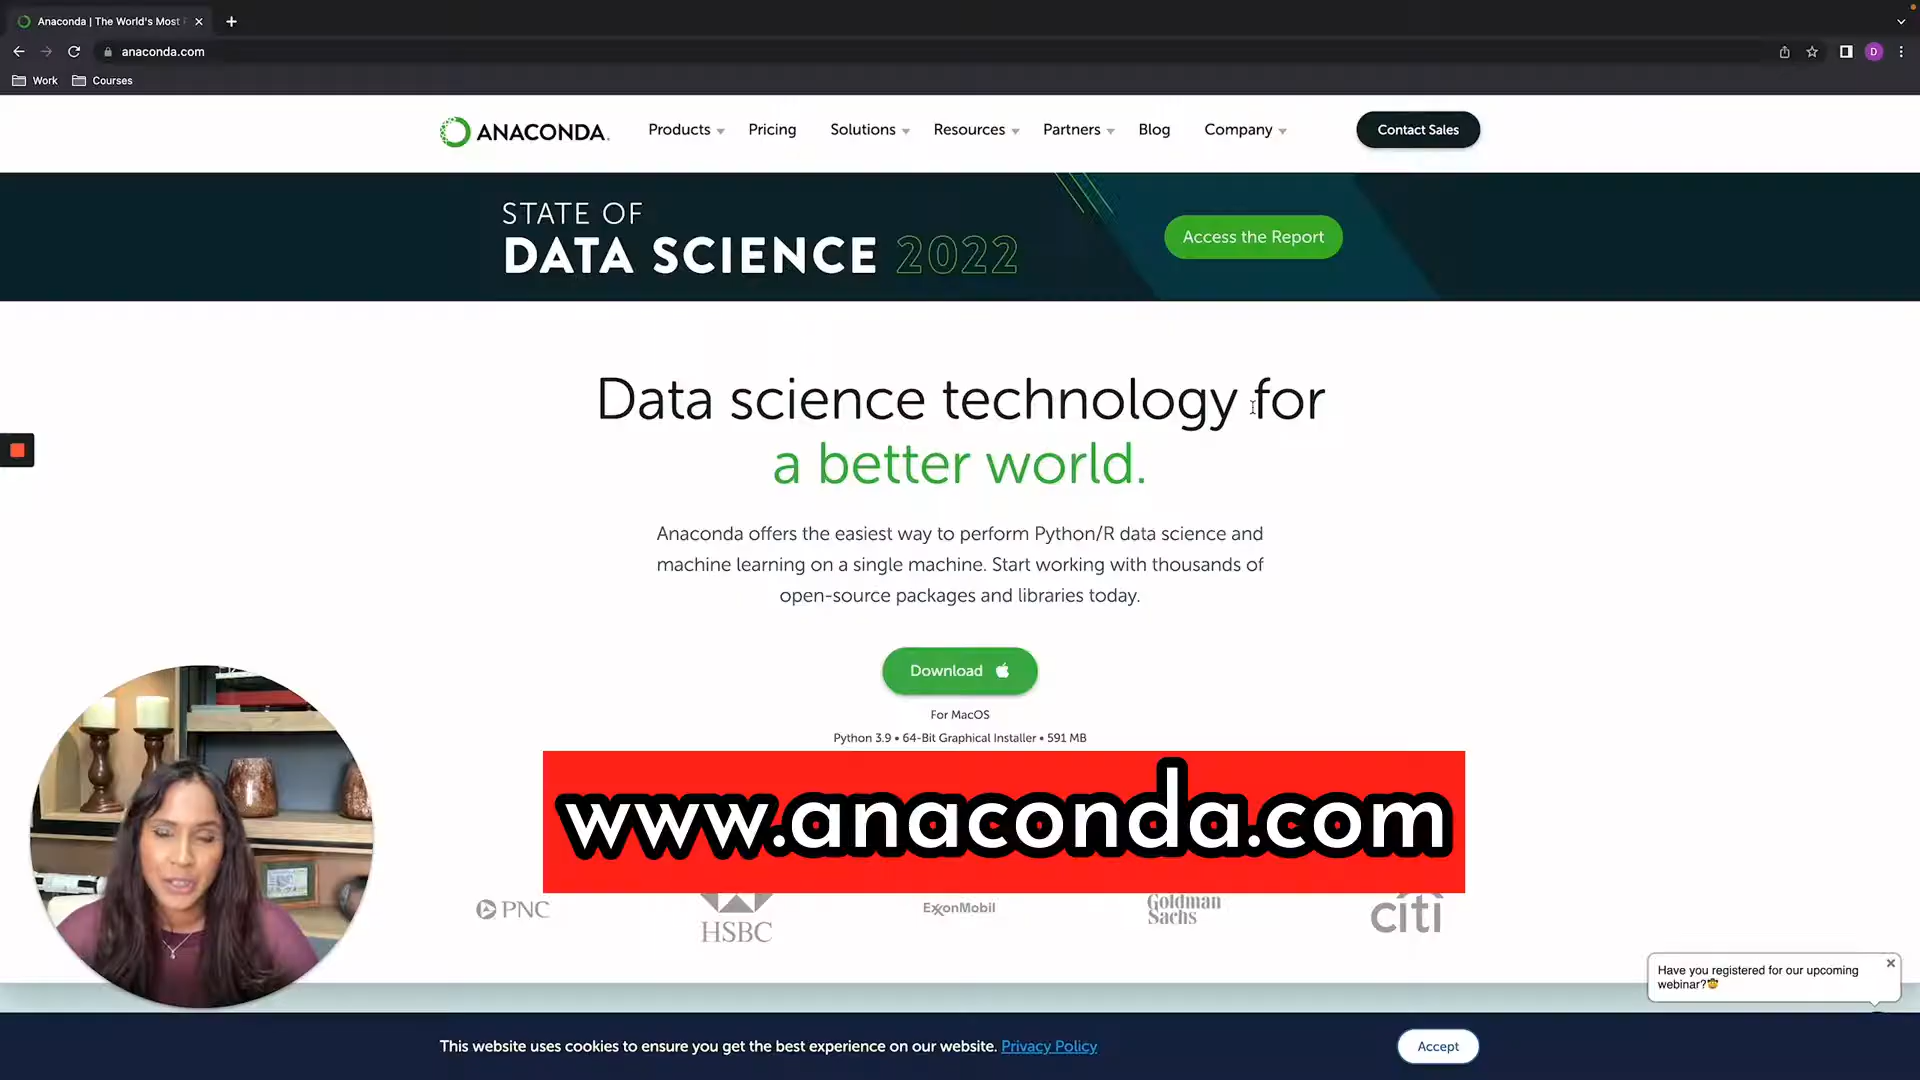 Anaconda | The World's Most
anaconda.com
D
Work
Courses
ANACONDA.
Products
Pricing
Solutions
Resources
Partners
Blog
Company
Contact Sales
STATE OF
DATA SCIENCE 2022
Access the Report
Data science technology for
a better world.
Anaconda offers the easiest way to perform Python/R data science and
machine learning on a single machine. Start working with thousands of
open-source packages and libraries today.
Download
For MacOS
Python 3.9 • 64-Bit Graphical Installer • 591 MB
www.anaconda.com
PNC
HSBC
ExxonMobil
Goldman
Sachs
citi
Have you registered for our upcoming
webinar?🤠
This website uses cookies to ensure you get the best experience on our website. Privacy Policy
Accept